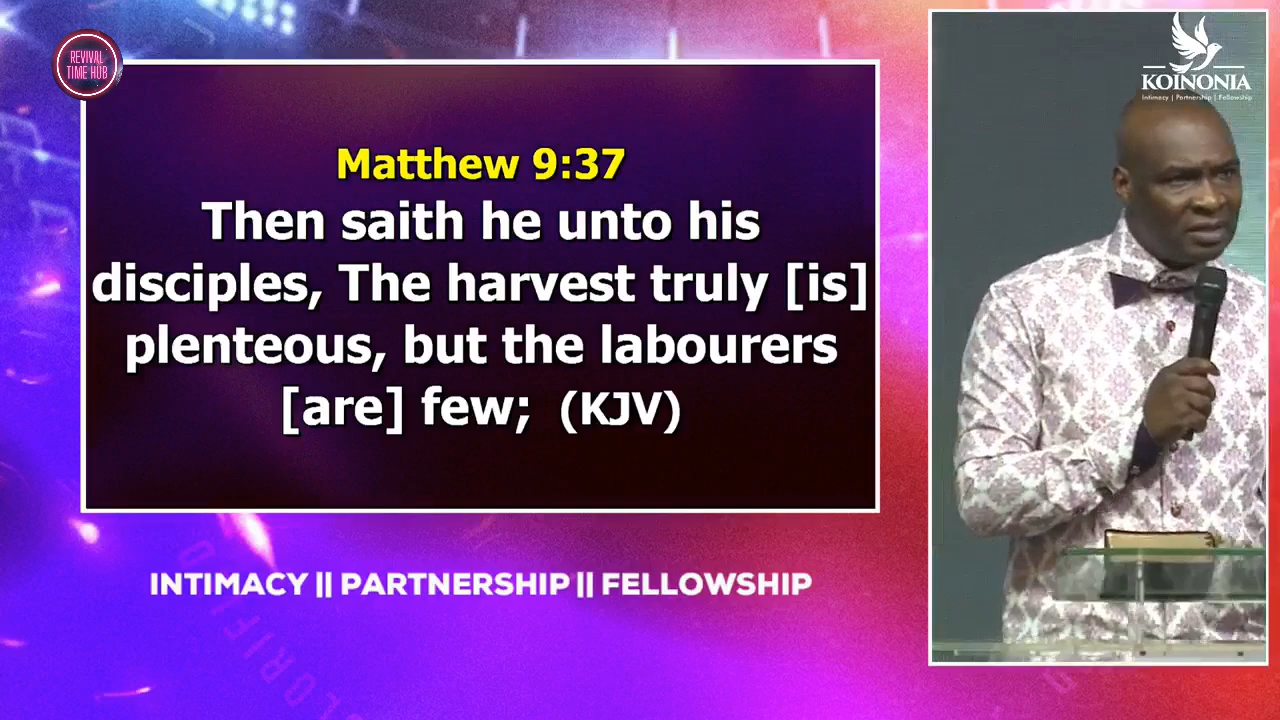 REVIVAL
TIME HUB
KOINONIA
Intimacy | Partnership | Fellowship
Matthew 9:37
Then saith he unto his
disciples, The harvest truly [is]
plenteous, but the labourers
[are] few;  (KJV)
INTIMACY || PARTNERSHIP || FELLOWSHIP